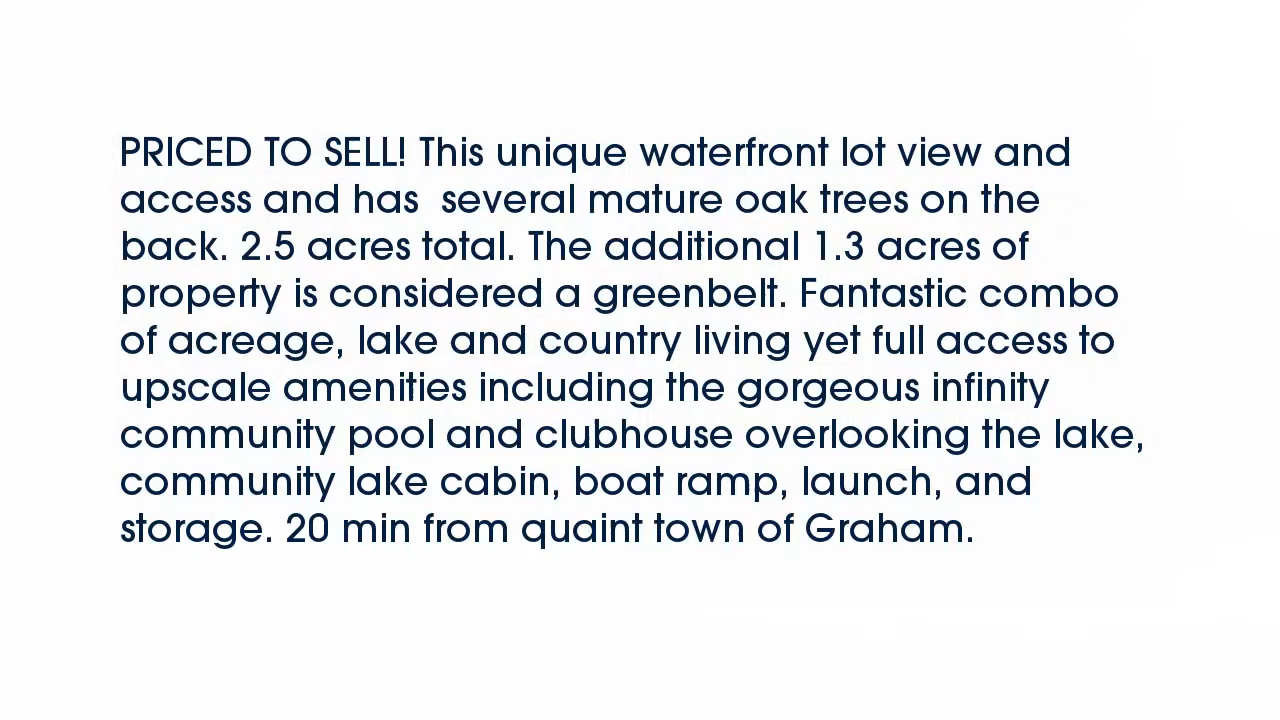 PRICED TO SELL! This unique waterfront lot view and
access and has  several mature oak trees on the
back. 2.5 acres total. The additional 1.3 acres of
property is considered a greenbelt. Fantastic combo
of acreage, lake and country living yet full access to
upscale amenities including the gorgeous infinity
community pool and clubhouse overlooking the lake,
community lake cabin, boat ramp, launch, and
storage. 20 min from quaint town of Graham.